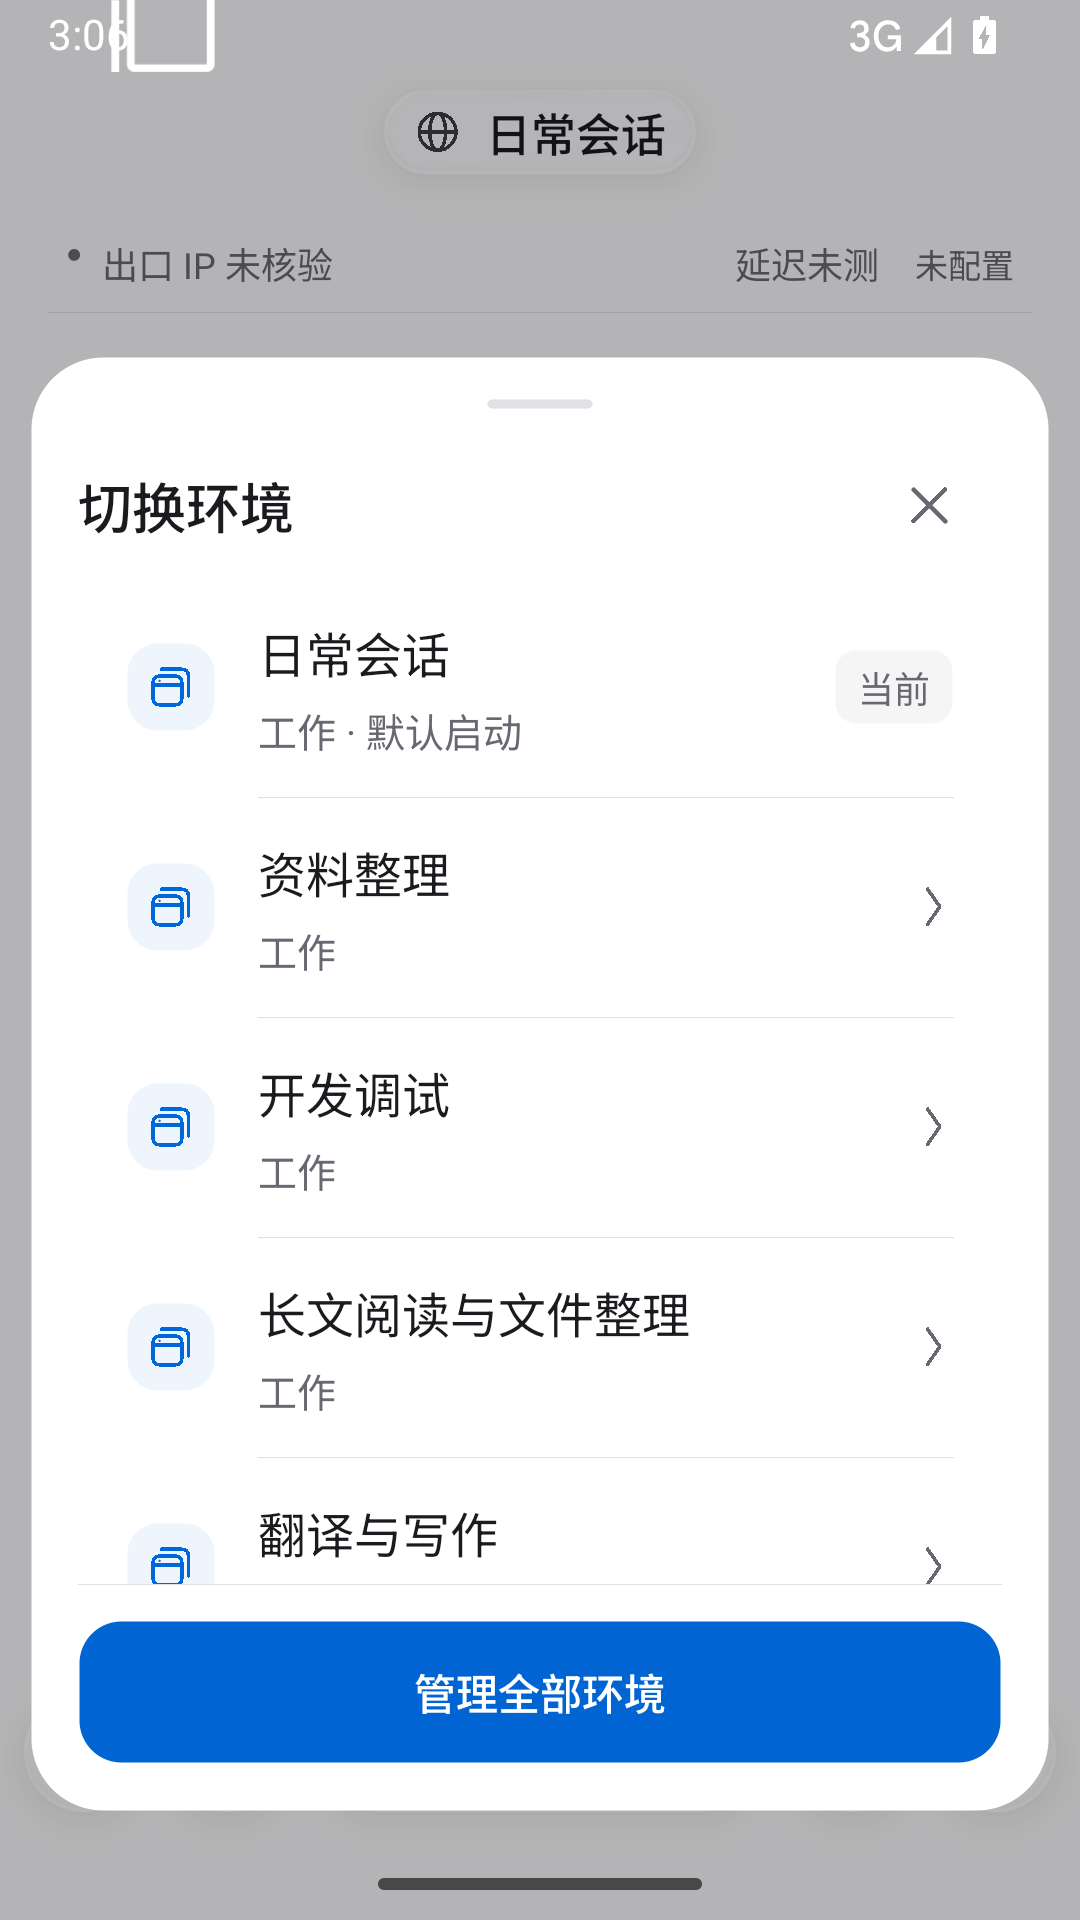 3:06
3G
日常会话
出口 IP 未核验
延迟未测
未配置
切换环境
日常会话
工作 · 默认启动
当前
资料整理
工作
开发调试
工作
长文阅读与文件整理
工作
翻译与写作
管理全部环境